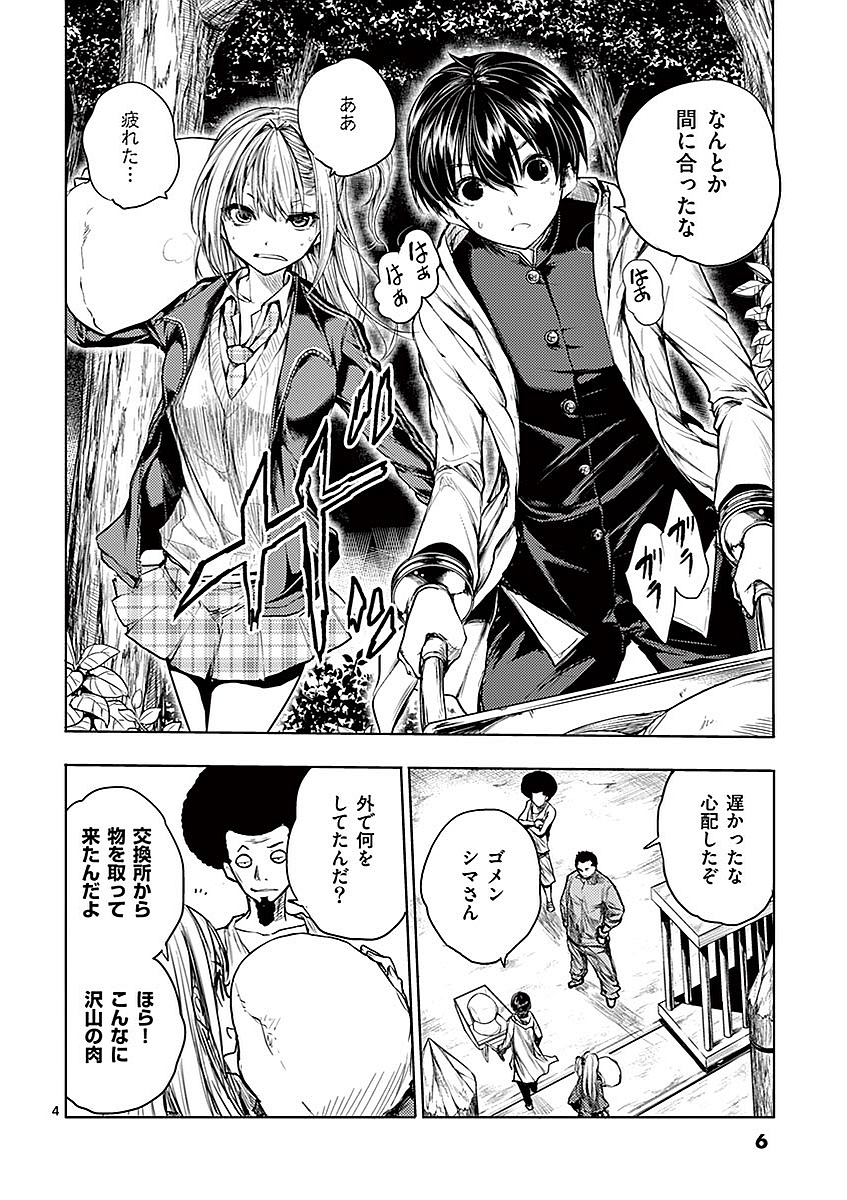 なんとか
間に合ったな
はぁ
はぁ
はぁ
ああ
疲れた…
ガラ
ガラ
ザッ
遅かったな
心配したぞ
ゴメン
シマさん
外で何を
してたんだ？
交換所から
物を取って
来たんだよ
ほら！
こんなに
沢山の肉
4
6